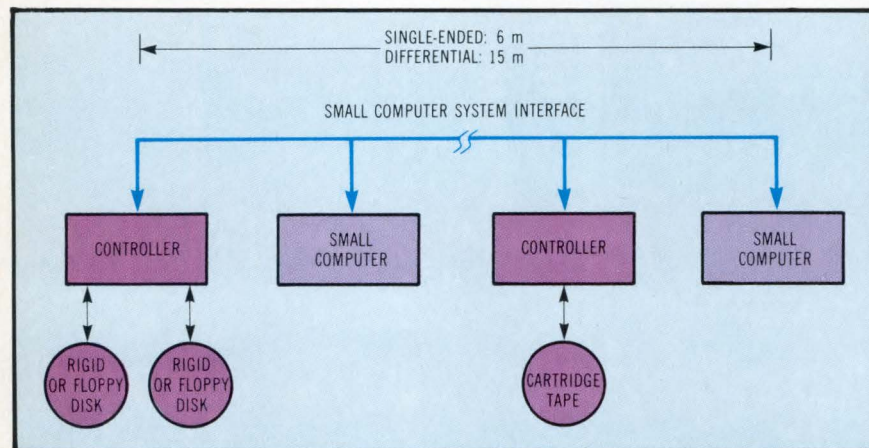 SINGLE-ENDED: 6 m
DIFFERENTIAL: 15 m
SMALL COMPUTER SYSTEM INTERFACE
CONTROLLER
SMALL
COMPUTER
CONTROLLER
SMALL
COMPUTER
RIGID
OR FLOPPY
DISK
RIGID
OR FLOPPY
DISK
CARTRIDGE
TAPE